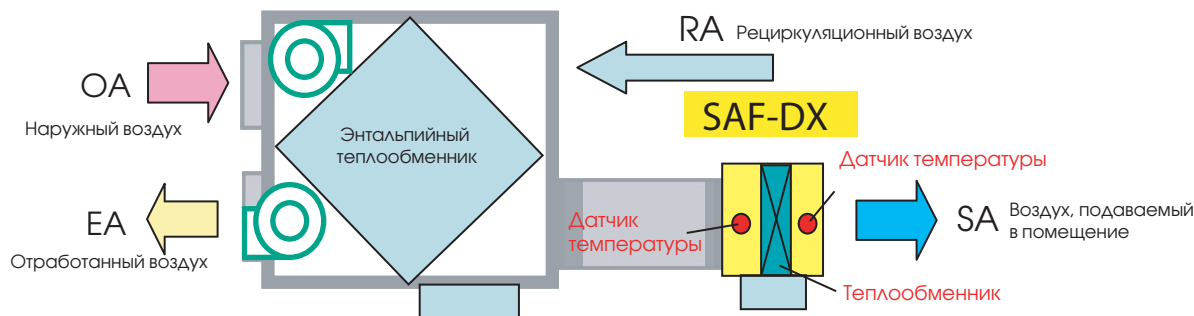 RA Рециркуляционный воздух
OA
Наружный воздух
SAF-DX
Энтальпийный
теплообменник
Датчик температуры
EA
Отработанный воздух
Датчик
температуры
SA Воздух, подаваемый
в помещение
Теплообменник